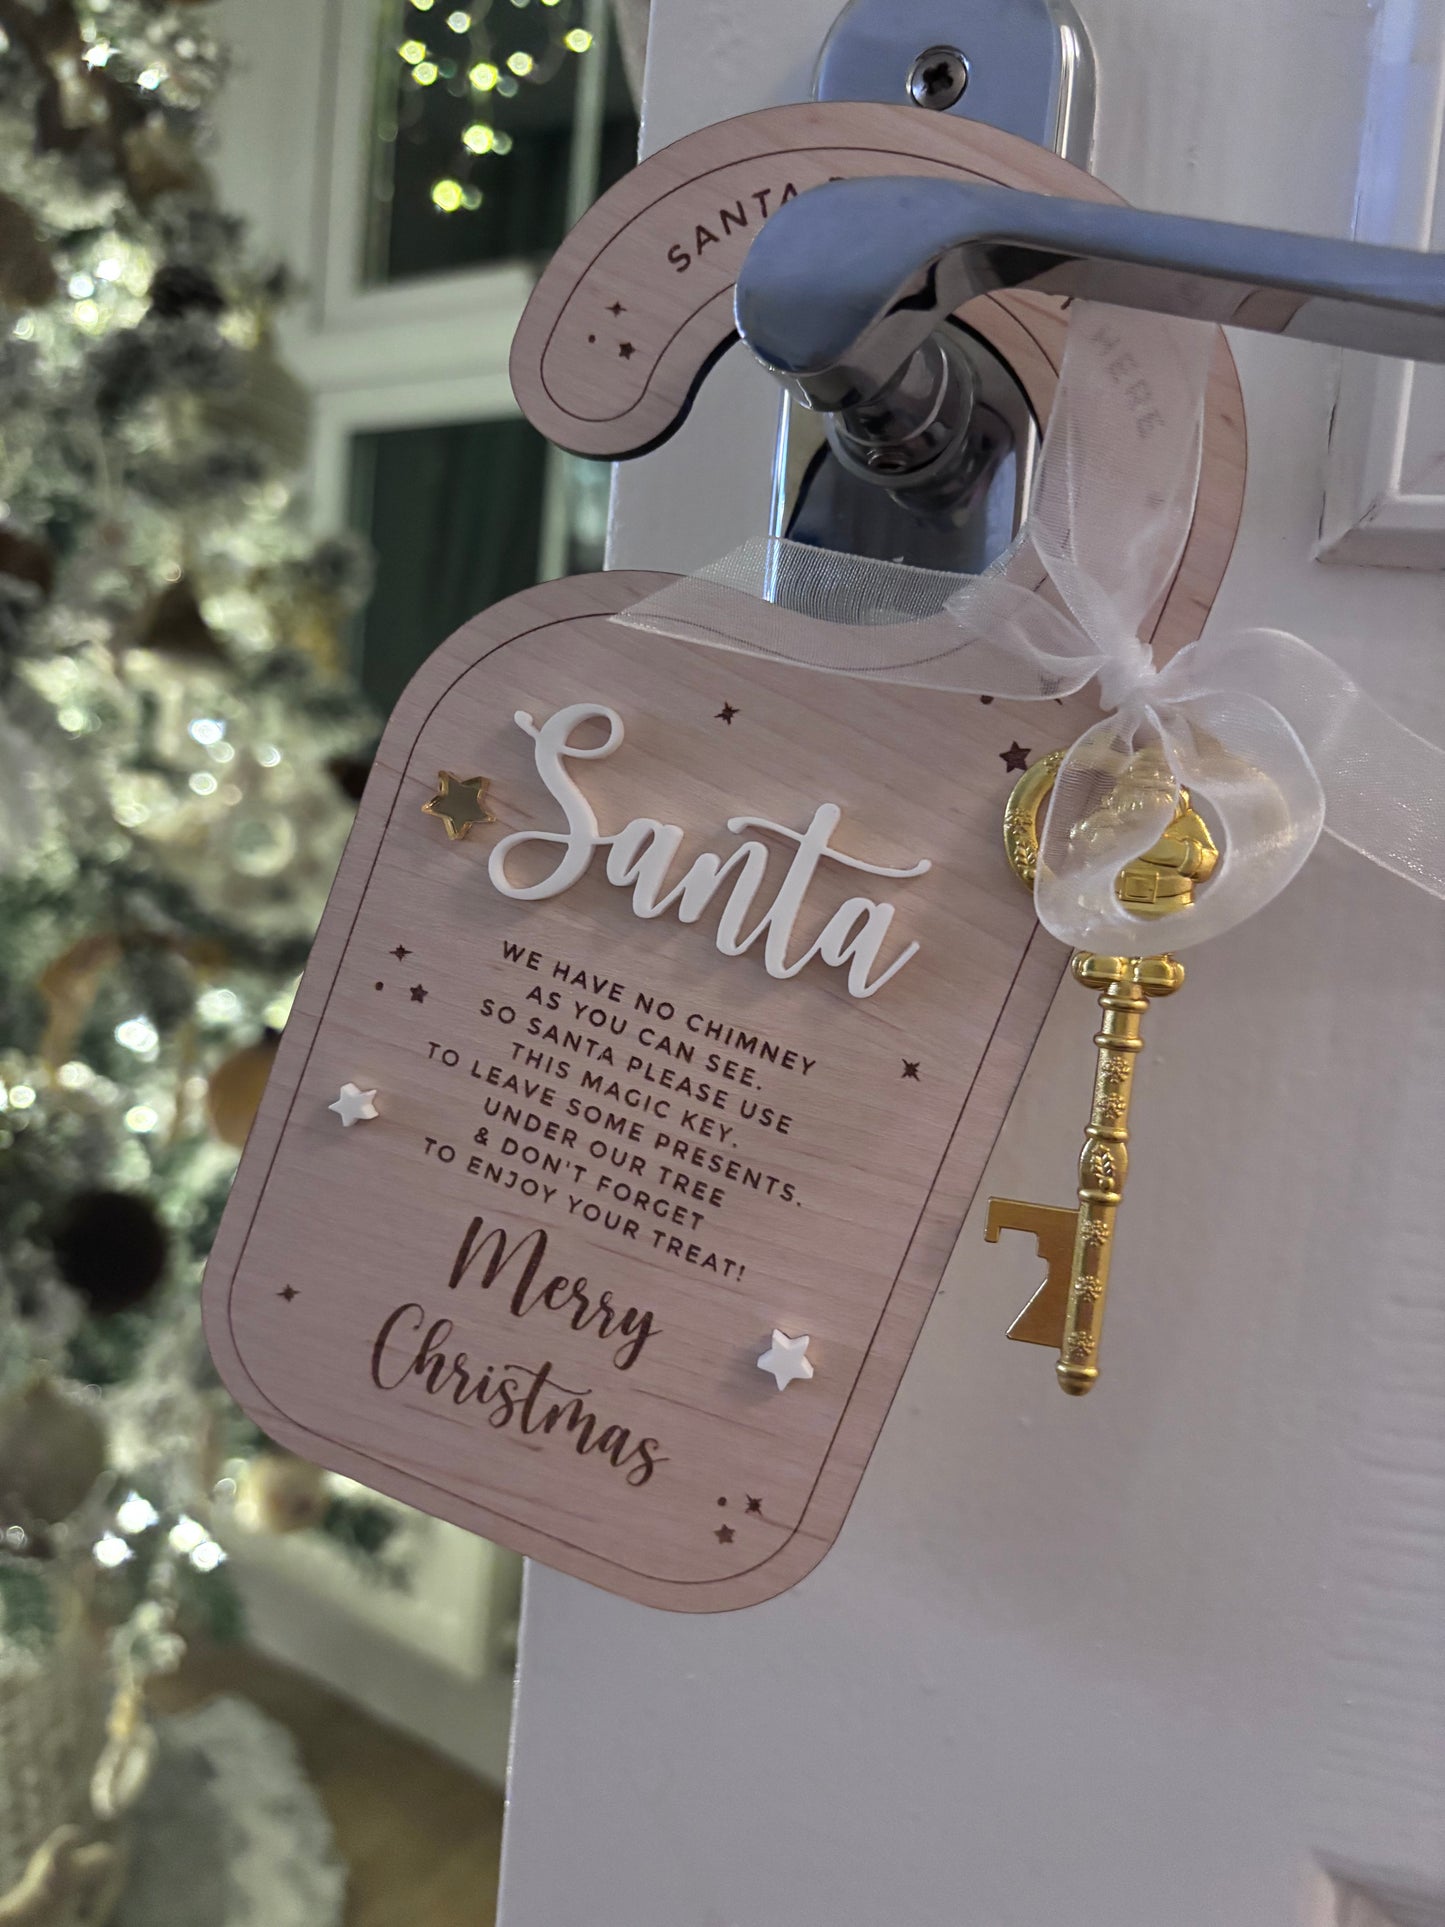 SANTA
HERE
Santa
WE HAVE NO CHIMNEY
AS YOU CAN SEE.
SO SANTA PLEASE USE
THIS MAGIC KEY.
TO LEAVE SOME PRESENTS.
UNDER OUR TREE
& DON'T FORGET
TO ENJOY YOUR TREAT!
Merry
Christmas